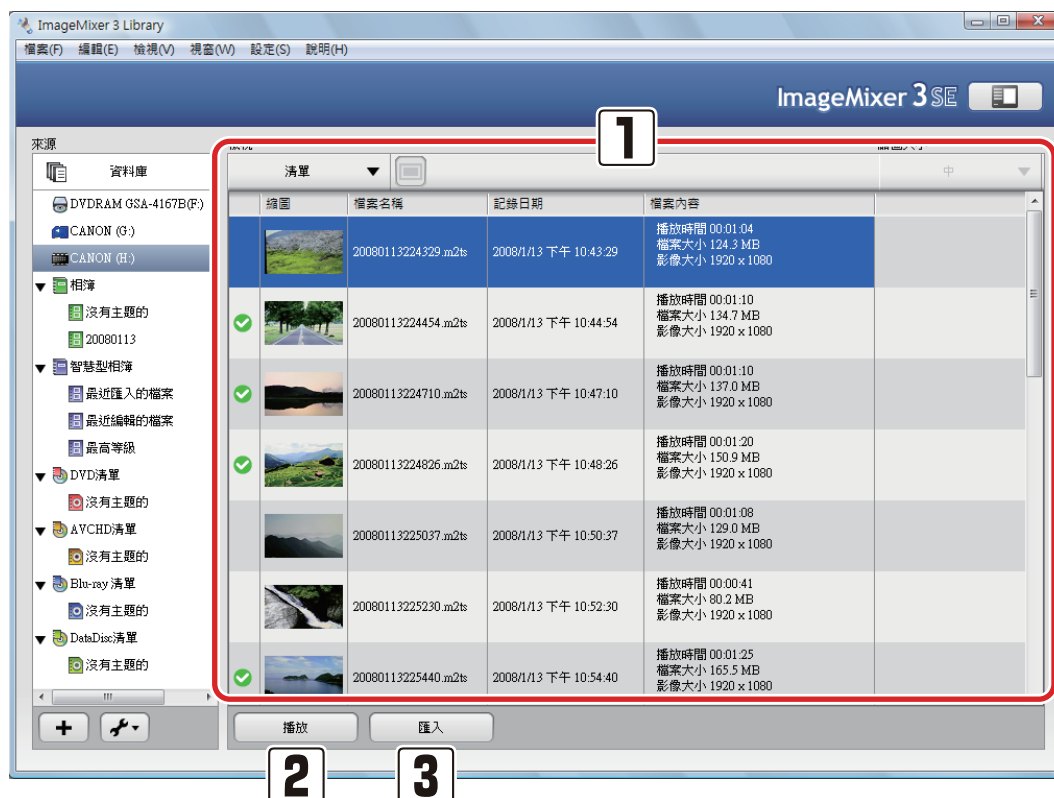 ImageMixer 3 Library
檔案(F) 編輯(E) 檢視(V) 視窗(W) 設定(S) 說明(H)
ImageMixer 3 SE
1
來源
資料庫
DVDRAM GSA-4167B(F:)
CANON (G:)
CANON (H:)
相簿
沒有主題的
20080113
智慧型相簿
最近匯入的檔案
最近編輯的檔案
最高等級
DVD清單
沒有主題的
AVCHD清單
沒有主題的
Blu-ray 清單
沒有主題的
DataDisc清單
沒有主題的
清單
中
縮圖 檔案名稱 記錄日期 檔案內容
20080113224329.m2ts 2008/1/13 下午 10:43:29
播放時間 00:01:04
檔案大小 124.3 MB
影像大小 1920 x 1080
20080113224454.m2ts 2008/1/13 下午 10:44:54
播放時間 00:01:10
檔案大小 134.7 MB
影像大小 1920 x 1080
20080113224710.m2ts 2008/1/13 下午 10:47:10
播放時間 00:01:10
檔案大小 137.0 MB
影像大小 1920 x 1080
20080113224826.m2ts 2008/1/13 下午 10:48:26
播放時間 00:01:20
檔案大小 150.9 MB
影像大小 1920 x 1080
20080113225037.m2ts 2008/1/13 下午 10:50:37
播放時間 00:01:08
檔案大小 129.0 MB
影像大小 1920 x 1080
20080113225230.m2ts 2008/1/13 下午 10:52:30
播放時間 00:00:41
檔案大小 80.2 MB
影像大小 1920 x 1080
20080113225440.m2ts 2008/1/13 下午 10:54:40
播放時間 00:01:25
檔案大小 165.5 MB
影像大小 1920 x 1080
播放 匯入
2 3